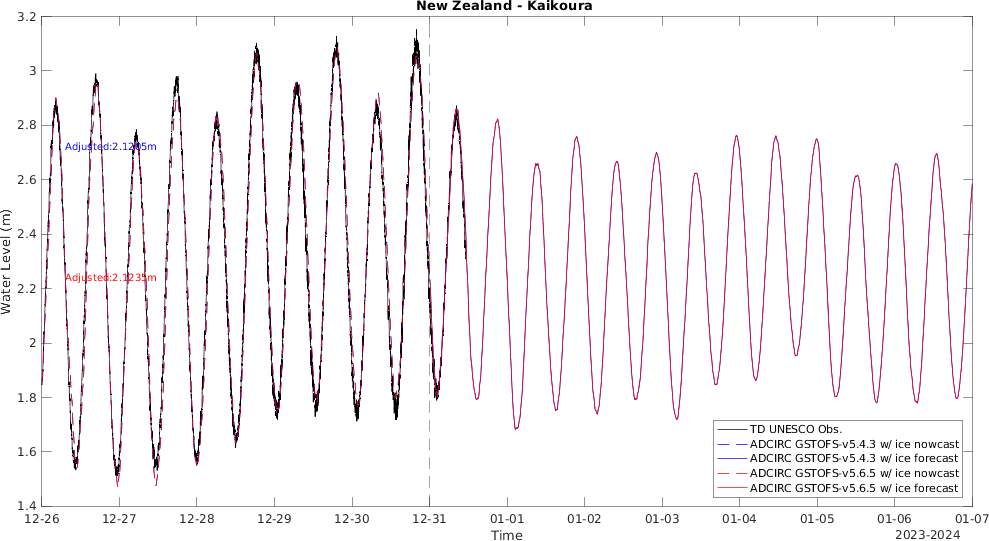 New Zealand - Kaikoura
3.2
3
2.8
2.6
2.4
2.2
2
1.8
1.6
1.4
Water Level (m)
Adjusted:2.1205m
Adjusted:2.1235m
TD UNESCO Obs.
ADCIRC GSTOFS-v5.4.3 w/ ice nowcast
ADCIRC GSTOFS-v5.4.3 w/ ice forecast
ADCIRC GSTOFS-v5.6.5 w/ ice nowcast
ADCIRC GSTOFS-v5.6.5 w/ ice forecast
12-26 12-27 12-28 12-29 12-30 12-31 01-01 01-02 01-03 01-04 01-05 01-06 01-07
Time
2023-2024